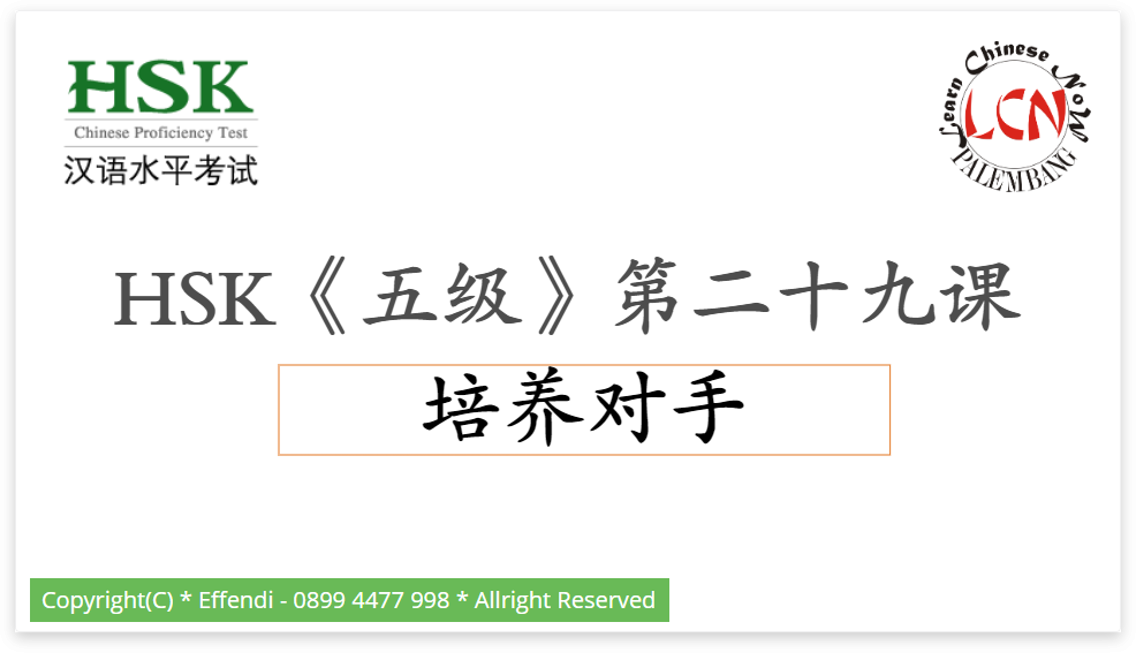 HSK
Chinese Proficiency Test
汉语水平考试
Learn Chinese NoW
LCN
PALEMBANG
HSK《五级》第二十九课
培养对手
Copyright(C) * Effendi - 0899 4477 998 * Allright Reserved